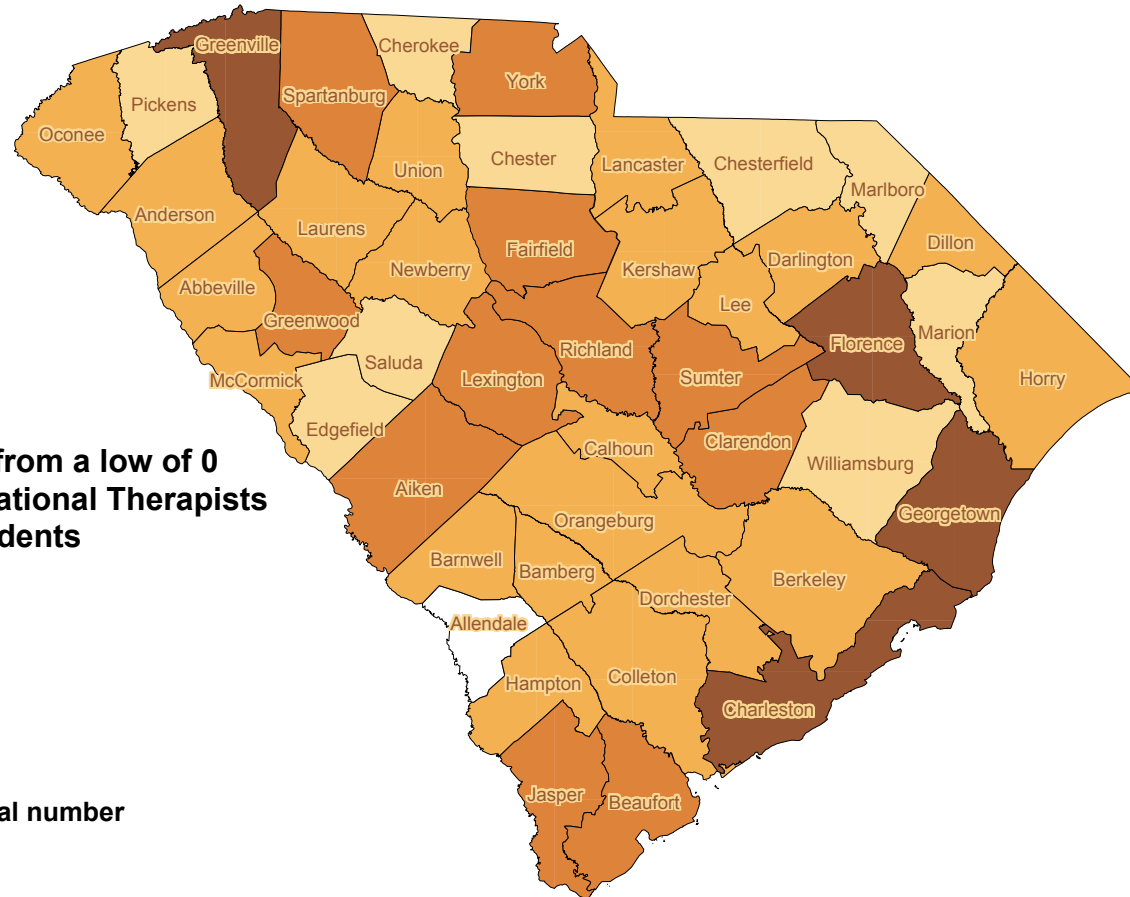 Greenville
Cherokee
York
Spartanburg
Pickens
Oconee
Union
Chester
Lancaster
Chesterfield
Marlboro
Anderson
Laurens
Fairfield
Dillon
Darlington
Newberry
Kershaw
Abbeville
Lee
Greenwood
Marion
Florence
Richland
Saluda
McCormick
Lexington
Sumter
Horry
Edgefield
Clarendon
Calhoun
from a low of 0
Williamsburg
ational Therapists
Aiken
Georgetown
Orangeburg
dents
Barnwell
Bamberg
Berkeley
Dorchester
Allendale
Colleton
Hampton
Charleston
Jasper
Beaufort
al number